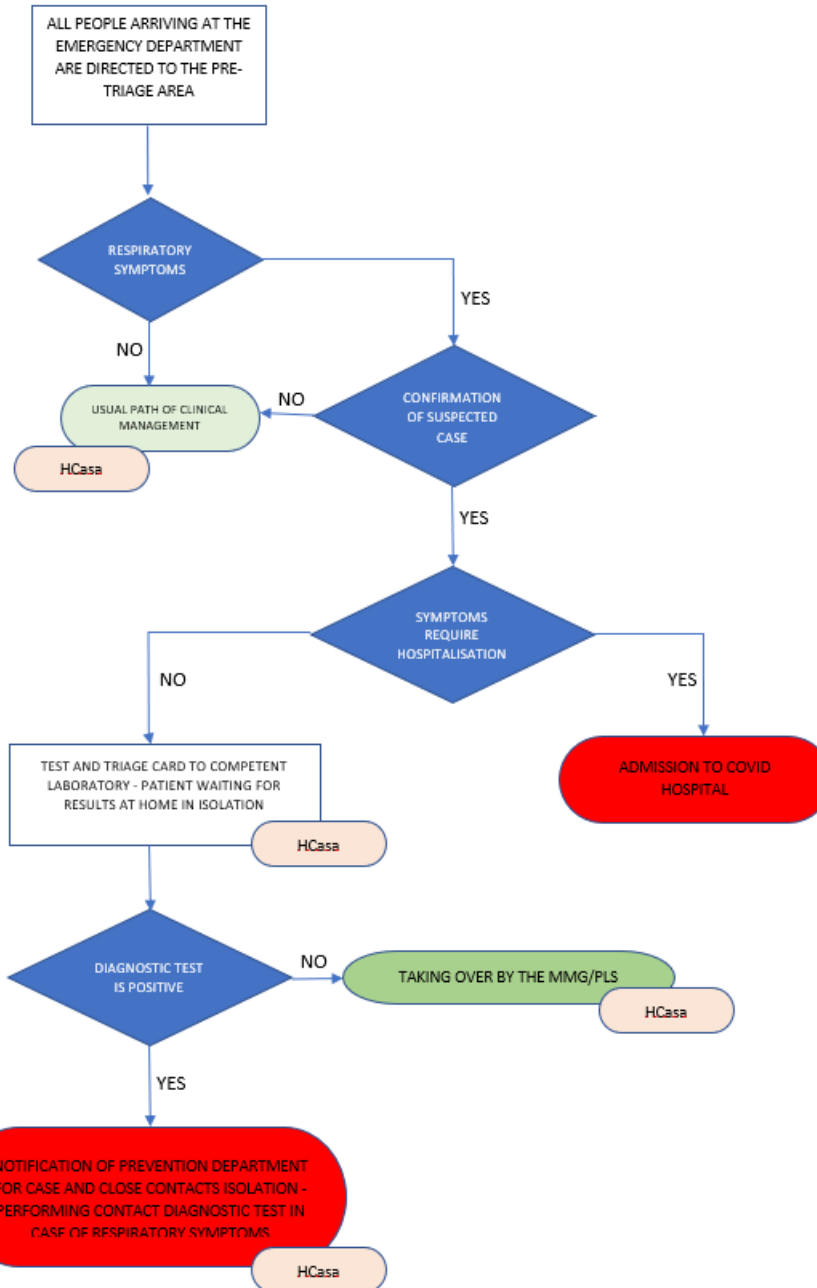 ALL PEOPLE ARRIVING AT THE
EMERGENCY DEPARTMENT
ARE DIRECTED TO THE PRE-
TRIAGE AREA
RESPIRATORY
SYMPTOMS
YES
NO
CONFIRMATION
OF SUSPECTED
CASE
NO
USUAL PATH OF CLINICAL
MANAGEMENT
HCasa
YES
SYMPTOMS
REQUIRE
HOSPITALISATION
NO
YES
TEST AND TRIAGE CARD TO COMPETENT
LABORATORY - PATIENT WAITING FOR
RESULTS AT HOME IN ISOLATION
HCasa
ADMISSION TO COVID
HOSPITAL
DIAGNOSTIC TEST
IS POSITIVE
NO
TAKING OVER BY THE MMG/PLS
HCasa
YES
NOTIFICATION OF PREVENTION DEPARTMENT
FOR CASE AND CLOSE CONTACTS ISOLATION -
PERFORMING CONTACT DIAGNOSTIC TEST IN
CASE OF RESPIRATORY SYMPTOMS
HCasa